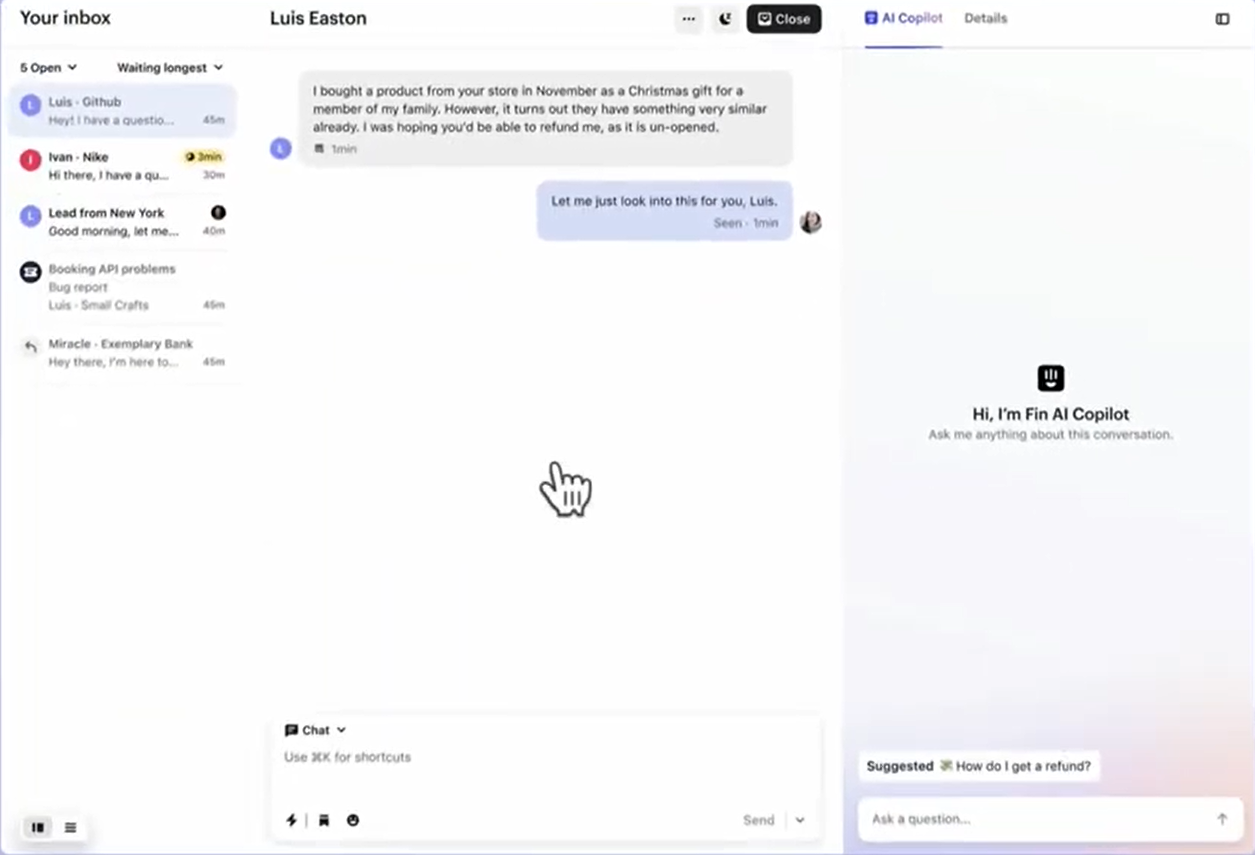 Your inbox
5 Open
Waiting longest
L
Luis · Github
Hey! I have a questio...
45m
I
Ivan · Nike
3min
Hi there, I have a qu...
30m
L
Lead from New York
Good morning, let me...
40m
Booking API problems
Bug report
Luis · Small Crafts
45m
Miracle · Exemplary Bank
Hey there, I'm here to...
45m
Luis Easton
Close
I bought a product from your store in November as a Christmas gift for a
member of my family. However, it turns out they have something very similar
already. I was hoping you'd be able to refund me, as it is un-opened.
1min
L
Let me just look into this for you, Luis.
Seen · 1min
Chat
Use ⌘K for shortcuts
Send
AI Copilot
Details
Hi, I'm Fin AI Copilot
Ask me anything about this conversation.
Suggested 💸 How do I get a refund?
Ask a question...